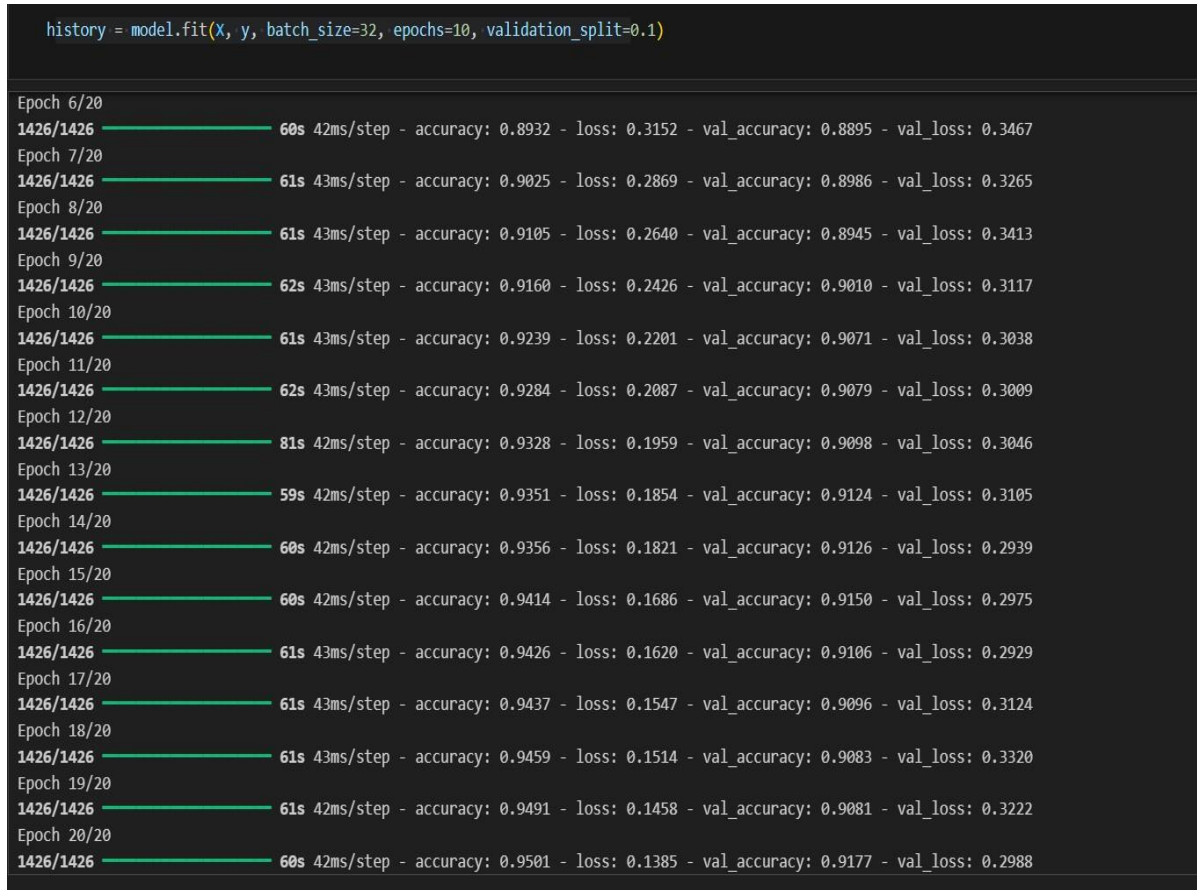 history = model.fit(X, y, batch_size=32, epochs=10, validation_split=0.1)
Epoch 6/20
1426/1426 60s 42ms/step - accuracy: 0.8932 - loss: 0.3152 - val_accuracy: 0.8895 - val_loss: 0.3467
Epoch 7/20
1426/1426 61s 43ms/step - accuracy: 0.9025 - loss: 0.2869 - val_accuracy: 0.8986 - val_loss: 0.3265
Epoch 8/20
1426/1426 61s 43ms/step - accuracy: 0.9105 - loss: 0.2640 - val_accuracy: 0.8945 - val_loss: 0.3413
Epoch 9/20
1426/1426 62s 43ms/step - accuracy: 0.9160 - loss: 0.2426 - val_accuracy: 0.9010 - val_loss: 0.3117
Epoch 10/20
1426/1426 61s 43ms/step - accuracy: 0.9239 - loss: 0.2201 - val_accuracy: 0.9071 - val_loss: 0.3038
Epoch 11/20
1426/1426 62s 43ms/step - accuracy: 0.9284 - loss: 0.2087 - val_accuracy: 0.9079 - val_loss: 0.3009
Epoch 12/20
1426/1426 81s 42ms/step - accuracy: 0.9328 - loss: 0.1959 - val_accuracy: 0.9098 - val_loss: 0.3046
Epoch 13/20
1426/1426 59s 42ms/step - accuracy: 0.9351 - loss: 0.1854 - val_accuracy: 0.9124 - val_loss: 0.3105
Epoch 14/20
1426/1426 60s 42ms/step - accuracy: 0.9356 - loss: 0.1821 - val_accuracy: 0.9126 - val_loss: 0.2939
Epoch 15/20
1426/1426 60s 42ms/step - accuracy: 0.9414 - loss: 0.1686 - val_accuracy: 0.9150 - val_loss: 0.2975
Epoch 16/20
1426/1426 61s 43ms/step - accuracy: 0.9426 - loss: 0.1620 - val_accuracy: 0.9106 - val_loss: 0.2929
Epoch 17/20
1426/1426 61s 43ms/step - accuracy: 0.9437 - loss: 0.1547 - val_accuracy: 0.9096 - val_loss: 0.3124
Epoch 18/20
1426/1426 61s 43ms/step - accuracy: 0.9459 - loss: 0.1514 - val_accuracy: 0.9083 - val_loss: 0.3320
Epoch 19/20
1426/1426 61s 42ms/step - accuracy: 0.9491 - loss: 0.1458 - val_accuracy: 0.9081 - val_loss: 0.3222
Epoch 20/20
1426/1426 60s 42ms/step - accuracy: 0.9501 - loss: 0.1385 - val_accuracy: 0.9177 - val_loss: 0.2988